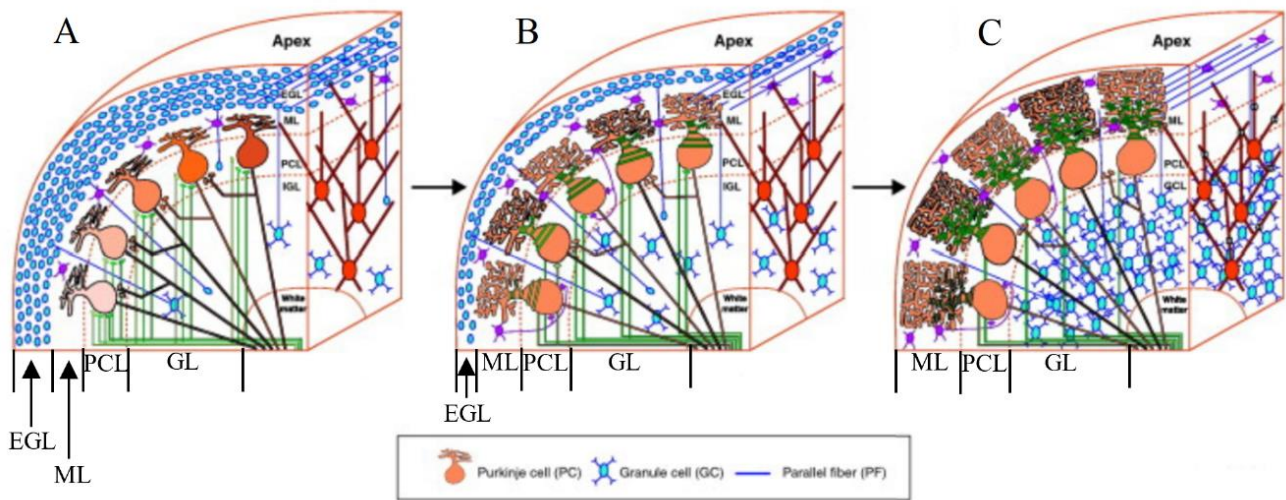 A
Apex
EGL
ML
PCL
IGL
White
matter
PCL
GL
EGL
ML
B
Apex
EGL
ML
PCL
IGL
White
matter
ML
PCL
GL
EGL
C
Apex
ML
PCL
GCL
White
matter
ML
PCL
GL
Purkinje cell (PC)
Granule cell (GC)
Parallel fiber (PF)